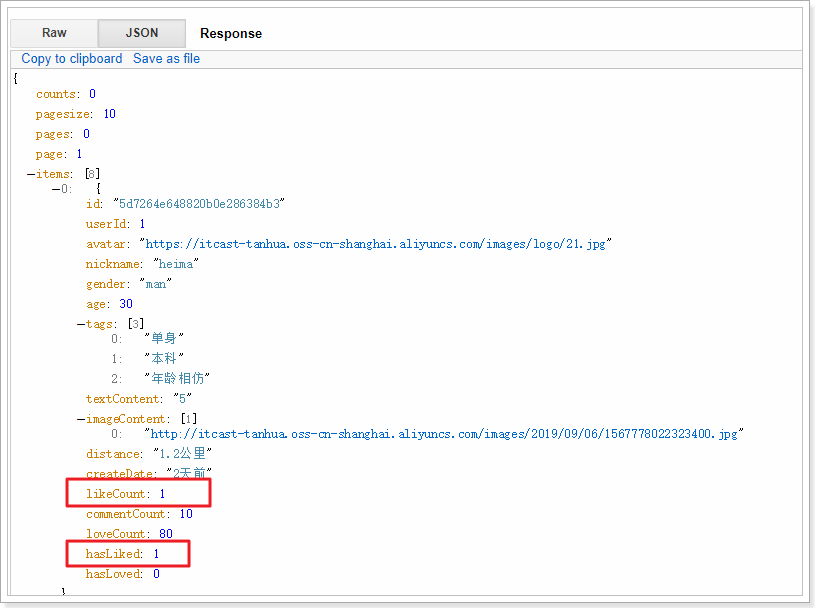 Raw JSON Response
Copy to clipboard Save as file
{
counts: 0
pagesize: 10
pages: 0
page: 1
—items: [8]
—0: {
id: "5d7264e648820b0e286384b3"
userId: 1
avatar: "https://itcast-tanhua.oss-cn-shanghai.aliyuncs.com/images/logo/21.jpg"
nickname: "heima"
gender: "man"
age: 30
—tags: [3]
0: "单身"
1: "本科"
2: "年龄相仿"
textContent: "5"
—imageContent: [1]
0: "http://itcast-tanhua.oss-cn-shanghai.aliyuncs.com/images/2019/09/06/1567778022323400.jpg"
distance: "1.2公里"
createDate: "2天前"
likeCount: 1
commentCount: 10
loveCount: 80
hasLiked: 1
hasLoved: 0
}